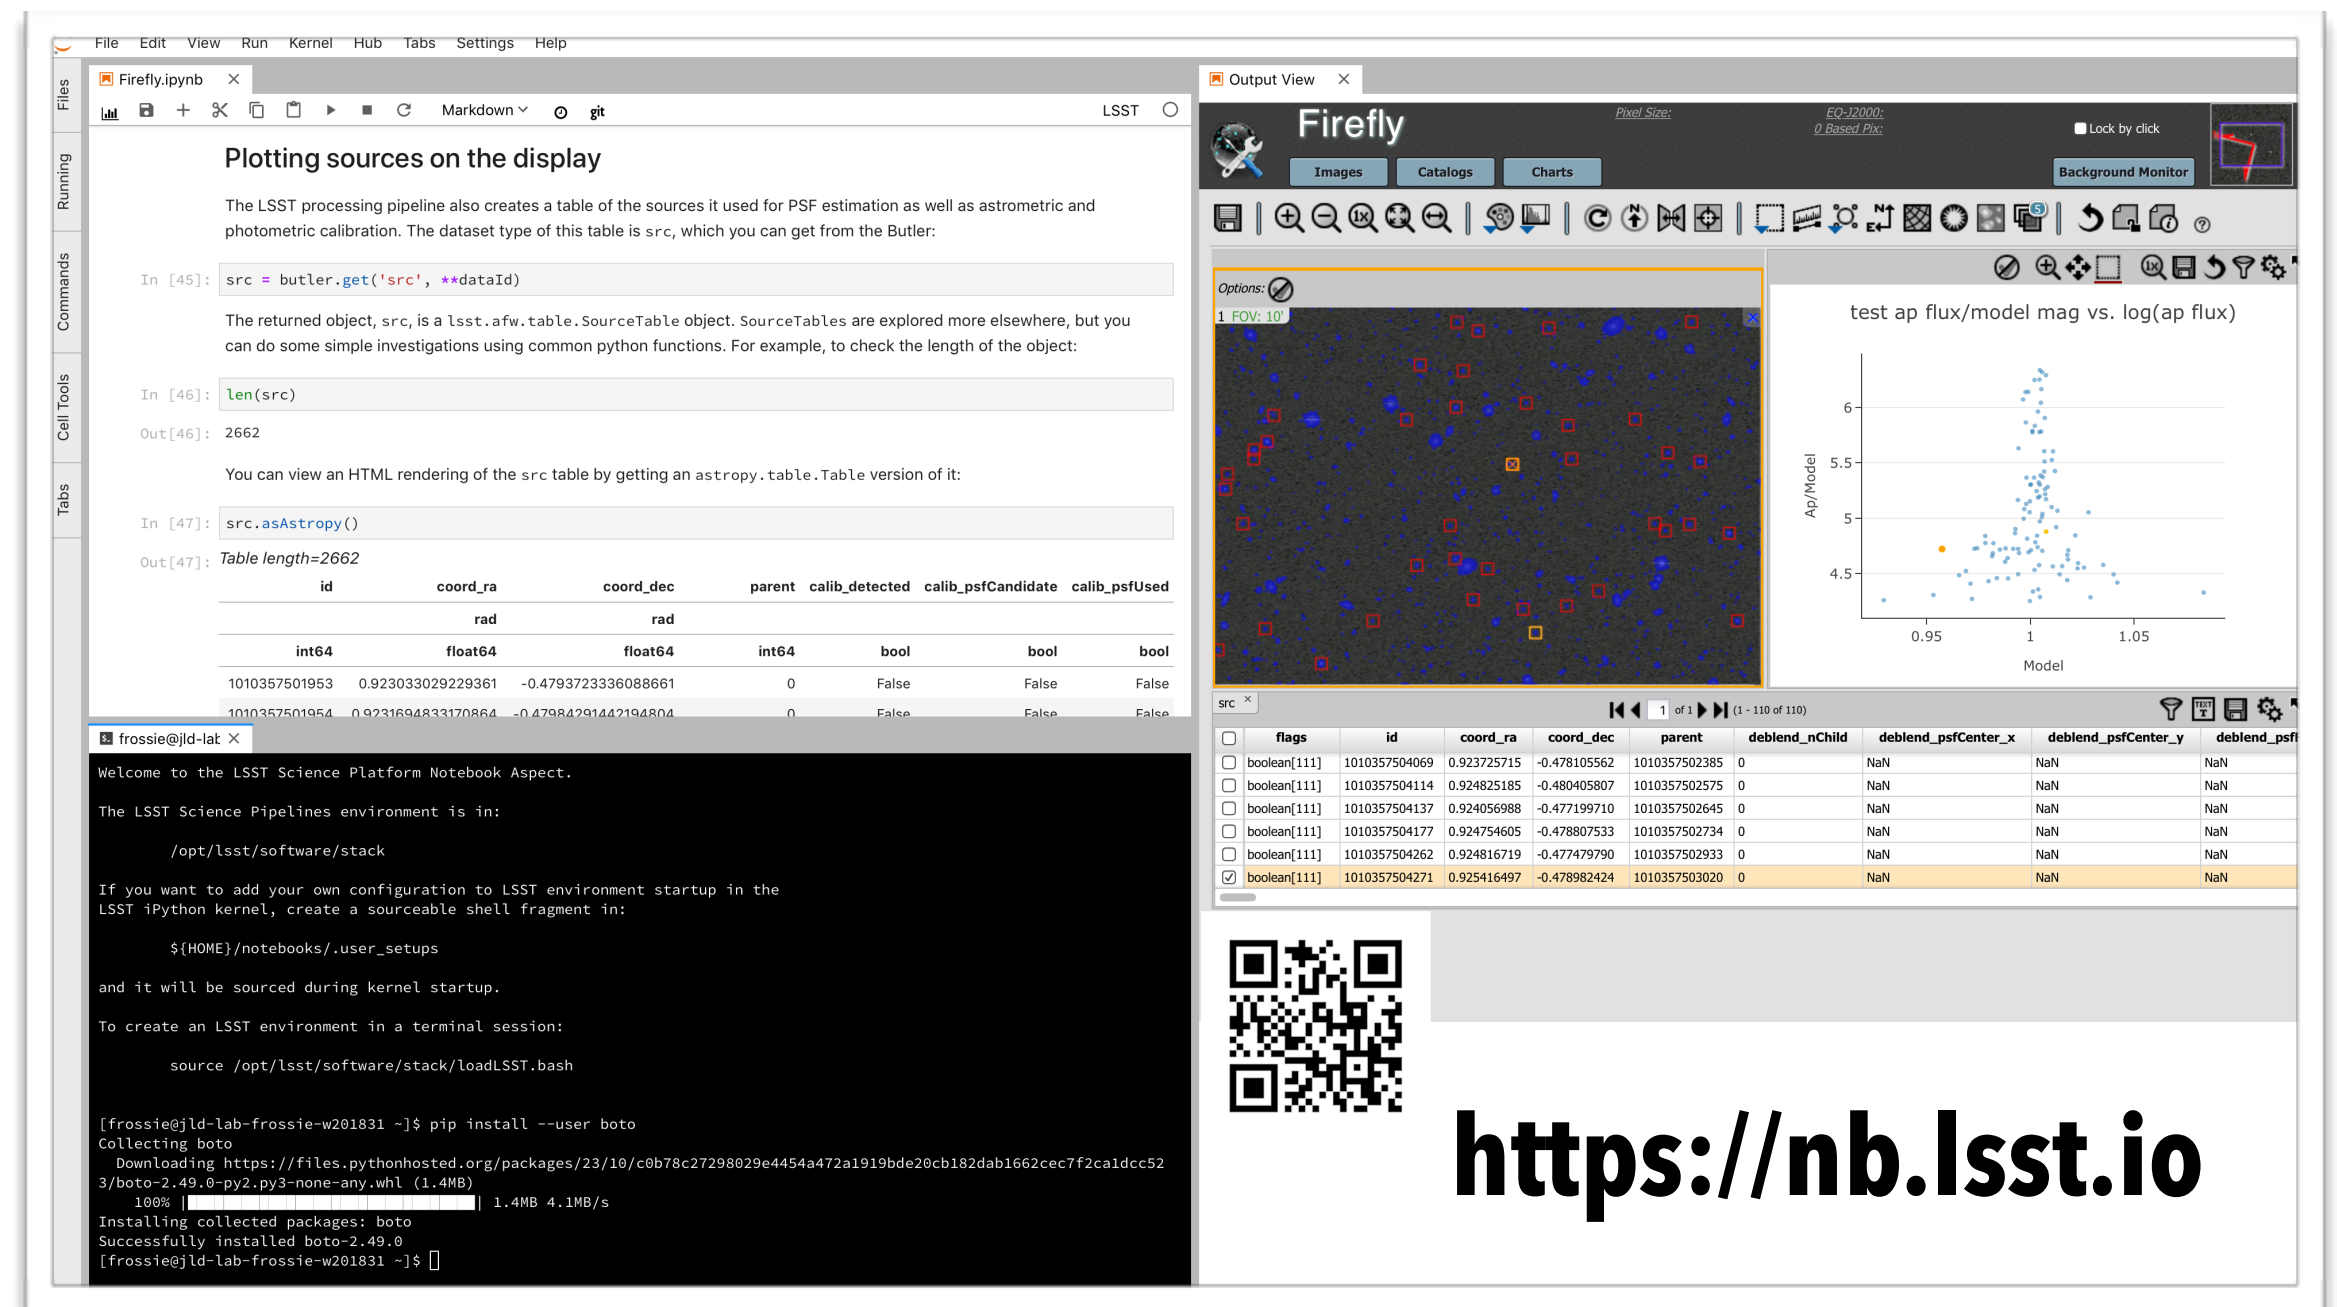 File Edit View Run Kernel Hub Tabs Settings Help
Files
Running
Commands
Cell Tools
Tabs
Firefly.ipynb
Markdown
git
LSST
Plotting sources on the display
The LSST processing pipeline also creates a table of the sources it used for PSF estimation as well as astrometric and
photometric calibration. The dataset type of this table is src, which you can get from the Butler:
In [45]: src = butler.get('src', **dataId)
The returned object, src, is a lsst.afw.table.SourceTable object. SourceTables are explored more elsewhere, but you
can do some simple investigations using common python functions. For example, to check the length of the object:
In [46]: len(src)
Out[46]: 2662
You can view an HTML rendering of the src table by getting an astropy.table.Table version of it:
In [47]: src.asAstropy()
Out[47]: Table length=2662
id coord_ra coord_dec parent calib_detected calib_psfCandidate calib_psfUsed
rad rad
int64 float64 float64 int64 bool bool bool
1010357501953 0.923033029229361 -0.4793723336088661 0 False False False
1010357501954 0.9231694833170864 -0.47984291442194804 0 False False False
frossie@jld-lab
Welcome to the LSST Science Platform Notebook Aspect.
The LSST Science Pipelines environment is in:
/opt/lsst/software/stack
If you want to add your own configuration to LSST environment startup in the
LSST iPython kernel, create a sourceable shell fragment in:
${HOME}/notebooks/.user_setups
and it will be sourced during kernel startup.
To create an LSST environment in a terminal session:
source /opt/lsst/software/stack/loadLSST.bash
[frossie@jld-lab-frossie-w201831 ~]$ pip install --user boto
Collecting boto
Downloading https://files.pythonhosted.org/packages/23/10/c0b78c27298029e4454a472a1919bde20cb182dab1662cec7f2ca1dcc52
3/boto-2.49.0-py2.py3-none-any.whl (1.4MB)
100% || 1.4MB 4.1MB/s
Installing collected packages: boto
Successfully installed boto-2.49.0
[frossie@jld-lab-frossie-w201831 ~]$
Output View
Firefly
Pixel Size:
EQ-J2000:
0 Based Pix:
Lock by click
Images Catalogs Charts
Background Monitor
1x
5
Options:
1 FOV: 10'
1x
test ap flux/model mag vs. log(ap flux)
Ap/Model
6
5.5
5
4.5
0.95 1 1.05
Model
src
1 of 1 (1 - 110 of 110)
TEXT
flags id coord_ra coord_dec parent deblend_nChild deblend_psfCenter_x deblend_psfCenter_y deblend_psf
boolean[111] 1010357504069 0.923725715 -0.478105562 1010357502385 0 NaN NaN NaN
boolean[111] 1010357504114 0.924825185 -0.480405807 1010357502575 0 NaN NaN NaN
boolean[111] 1010357504137 0.924056988 -0.477199710 1010357502645 0 NaN NaN NaN
boolean[111] 1010357504177 0.924754605 -0.478807533 1010357502734 0 NaN NaN NaN
boolean[111] 1010357504262 0.924816719 -0.477479790 1010357502933 0 NaN NaN NaN
boolean[111] 1010357504271 0.925416497 -0.478982424 1010357503020 0 NaN NaN NaN
https://nb.lsst.io